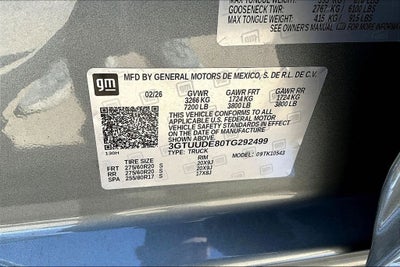 GOOSENECK TWR: 2767 KG / 6100 LBS
MAX TONGUE WEIGHT: 415 KG / 915 LBS
SEE OWNER'S MANUAL FOR
gm
MFD BY GENERAL MOTORS DE MEXICO, S. DE R.L. DE C.V.
02/26 GVWR GAWR FRT GAWR RR
3266 KG 1724 KG 1724 KG
7200 LB 3800 LB 3800 LB
THIS VEHICLE CONFORMS TO ALL
APPLICABLE U.S. FEDERAL MOTOR
VEHICLE SAFETY STANDARDS IN
EFFECT ON THE DATE OF
MANUFACTURE SHOWN ABOVE.
3GTUUDE80TG292499
TYPE: TRUCK MODEL: 09TK10543
TIRE SIZE RIM
FRT 275/60R20 S 20X9J
RR 275/60R20 S 20X9J
SPA 255/80R17 S 17X8J